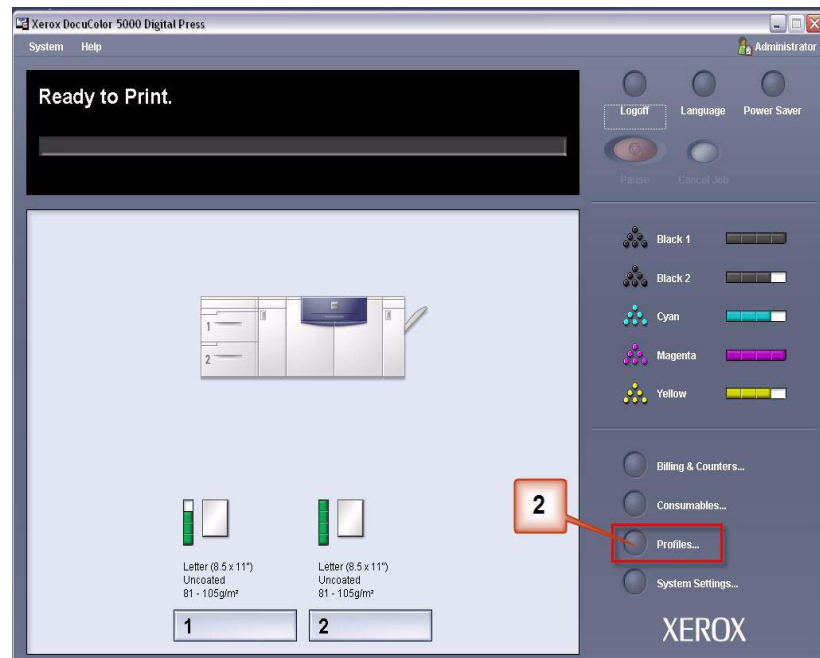 Xerox DocuColor 5000 Digital Press
System Help
Administrator
Ready to Print.
Logoff Language Power Saver
Pause Cancel Job
Black 1
Black 2
Cyan
Magenta
Yellow
1
2
Billing & Counters...
2
Consumables...
Profiles...
System Settings...
Letter (8.5 x 11") Letter (8.5 x 11")
Uncoated Uncoated
81 - 105g/m² 81 - 105g/m²
1 2
XEROX